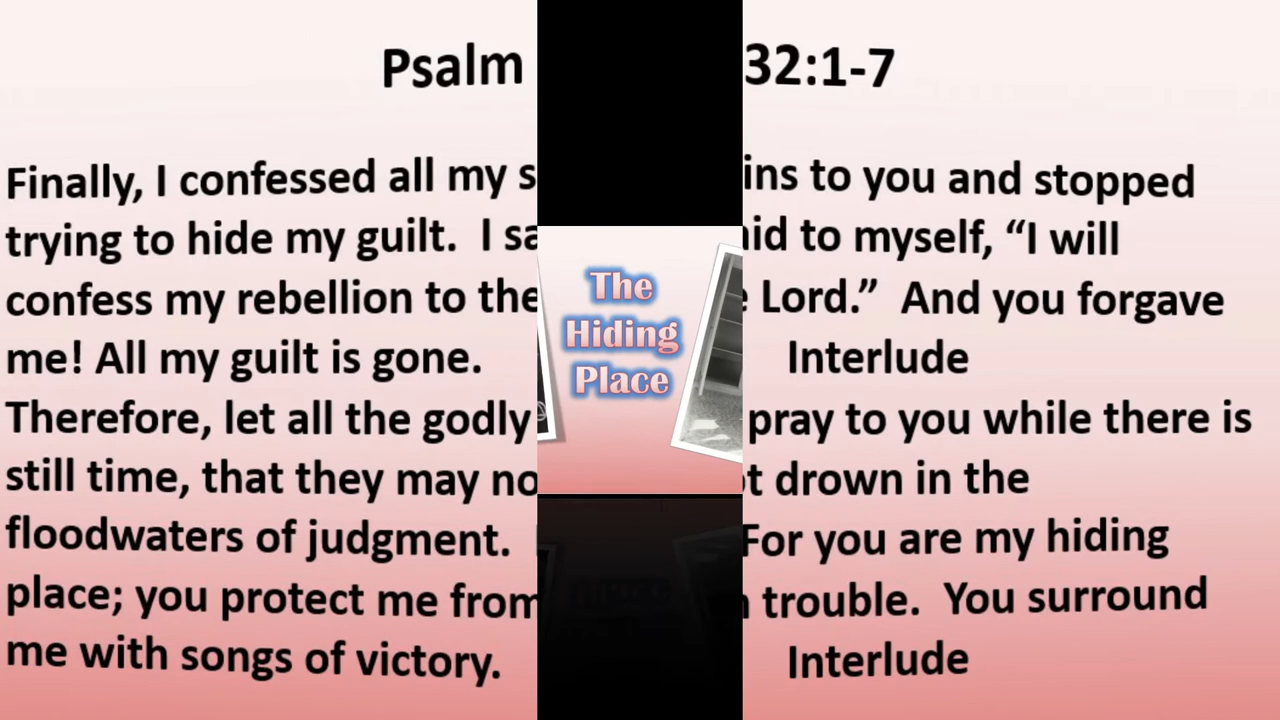 Psalm 32:1-7
Finally, I confessed all my sins to you and stopped
trying to hide my guilt. I said to myself, “I will
confess my rebellion to the Lord.” And you forgave
me! All my guilt is gone. Interlude
Therefore, let all the godly pray to you while there is
still time, that they may not drown in the
floodwaters of judgment. For you are my hiding
place; you protect me from trouble. You surround
me with songs of victory. Interlude
The
Hiding
Place